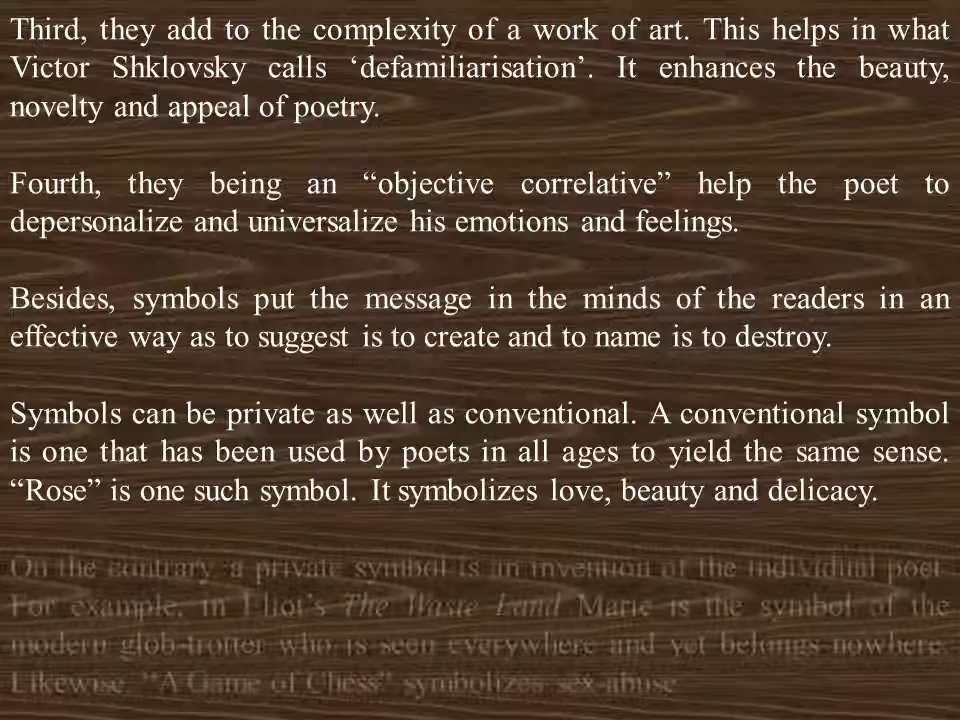 Third, they add to the complexity of a work of art. This helps in what
Victor Shklovsky calls ‘defamiliarisation’. It enhances the beauty,
novelty and appeal of poetry.
Fourth, they being an “objective correlative” help the poet to
depersonalize and universalize his emotions and feelings.
Besides, symbols put the message in the minds of the readers in an
effective way as to suggest is to create and to name is to destroy.
Symbols can be private as well as conventional. A conventional symbol
is one that has been used by poets in all ages to yield the same sense.
“Rose” is one such symbol. It symbolizes love, beauty and delicacy.
On the contrary a private symbol is an invention of the individual poet.
For example, in Eliot’s The Waste Land Marie is the symbol of the
modern glob-trotter who is seen everywhere and yet belongs nowhere.
Likewise, “A Game of Chess” symbolizes sex-abuse